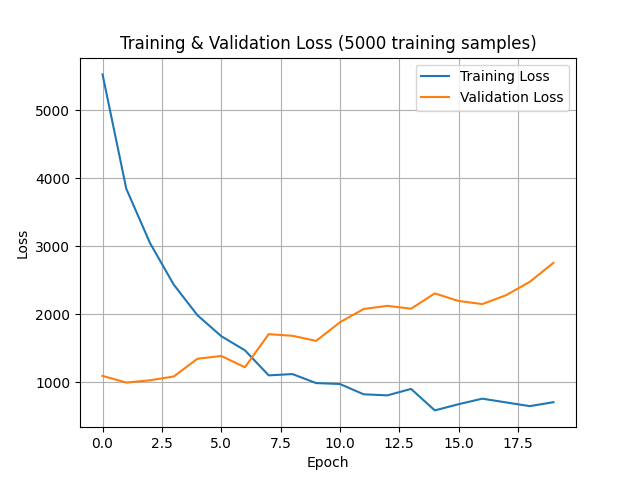 Training & Validation Loss (5000 training samples)
Training Loss
Validation Loss
5000
4000
3000
2000
1000
Loss
0.0 2.5 5.0 7.5 10.0 12.5 15.0 17.5
Epoch